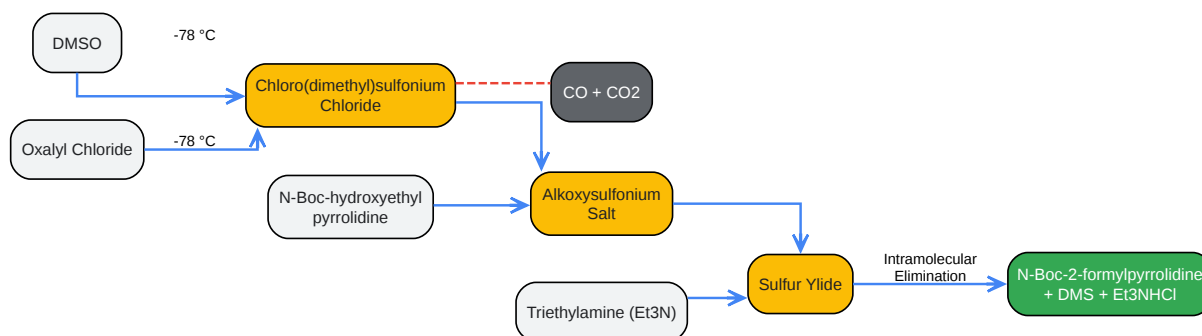 DMSO
-78 °C
Chloro(dimethyl)sulfonium
Chloride
CO + CO2
Oxalyl Chloride
-78 °C
N-Boc-hydroxyethyl
pyrrolidine
Alkoxysulfonium
Salt
Intramolecular
Elimination
Sulfur Ylide
N-Boc-2-formylpyrrolidine
+ DMS + Et3NHCl
Triethylamine (Et3N)